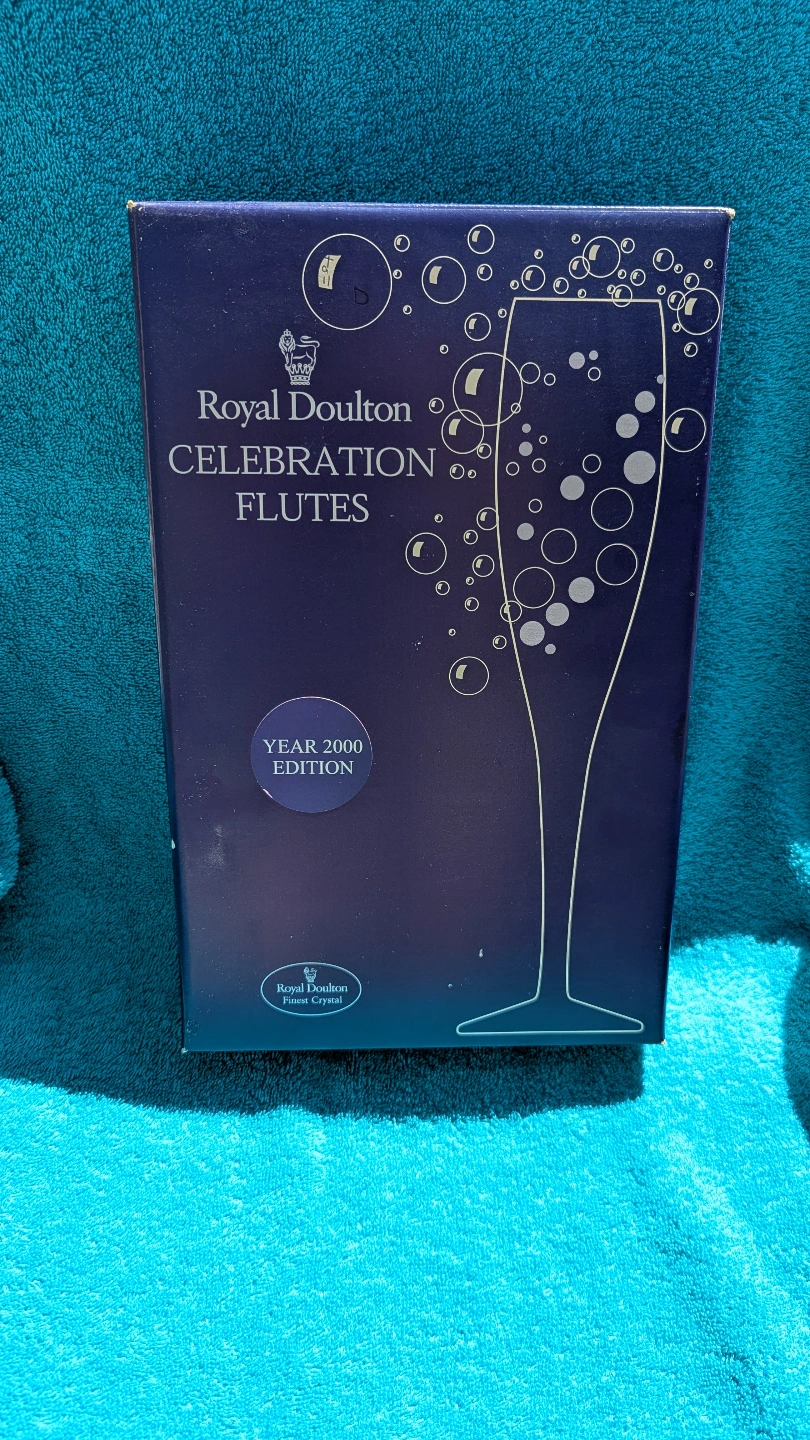 Royal Doulton
CELEBRATION
FLUTES
YEAR 2000
EDITION
Royal Doulton
Finest Crystal